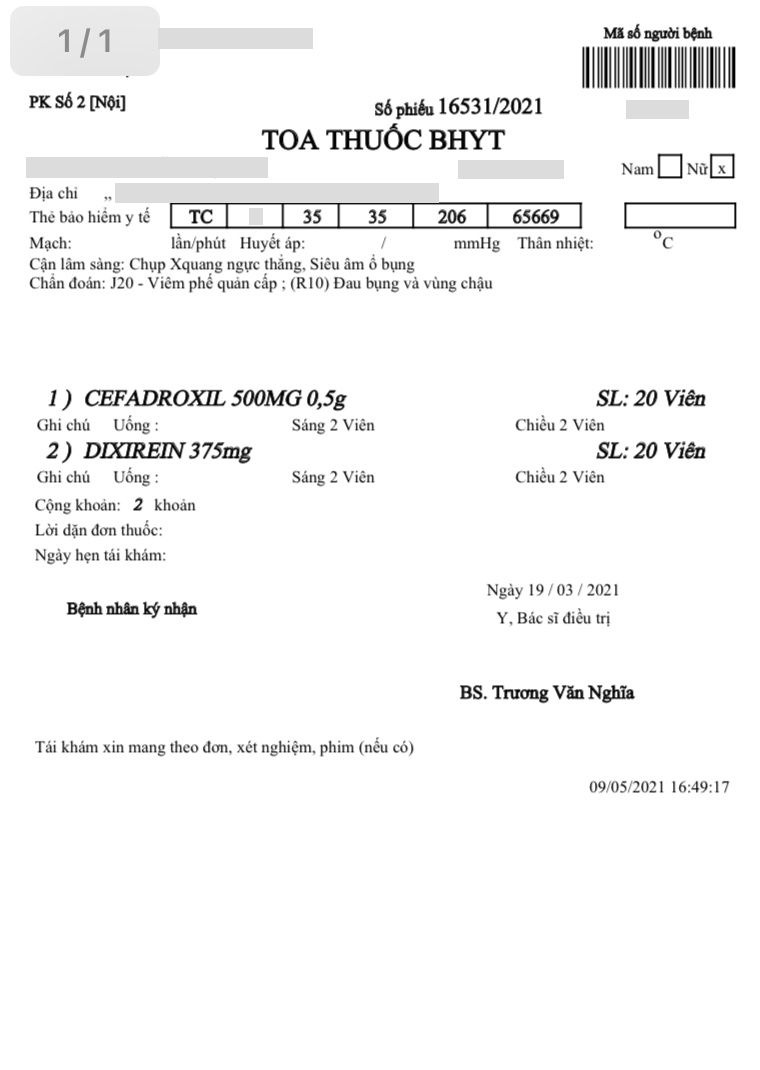 1/1
Mã số người bệnh
PK Số 2 [Nội]
Số phiếu 16531/2021
TOA THUỐC BHYT
Nam Nữ x
Địa chỉ ,,
Thẻ bảo hiểm y tế TC 35 35 206 65669
Mạch: lần/phút Huyết áp: / mmHg Thân nhiệt: °C
Cận lâm sàng: Chụp Xquang ngực thẳng, Siêu âm ổ bụng
Chẩn đoán: J20 - Viêm phế quản cấp ; (R10) Đau bụng và vùng chậu
1 ) CEFADROXIL 500MG 0,5g SL: 20 Viên
Ghi chú Uống : Sáng 2 Viên Chiều 2 Viên
2 ) DIXIREIN 375mg SL: 20 Viên
Ghi chú Uống : Sáng 2 Viên Chiều 2 Viên
Cộng khoản: 2 khoản
Lời dặn đơn thuốc:
Ngày hẹn tái khám:
Ngày 19 / 03 / 2021
Bệnh nhân ký nhận
Y, Bác sĩ điều trị
BS. Trương Văn Nghĩa
Tái khám xin mang theo đơn, xét nghiệm, phim (nếu có)
09/05/2021 16:49:17